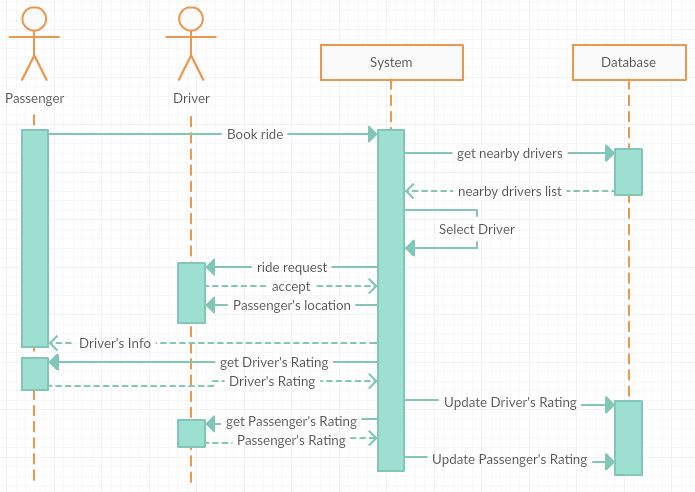 System
Database
Passenger
Driver
Book ride
get nearby drivers
nearby drivers list
Select Driver
ride request
accept
Passenger's location
Driver's Info
get Driver's Rating
Driver's Rating
Update Driver's Rating
get Passenger's Rating
Passenger's Rating
Update Passenger's Rating